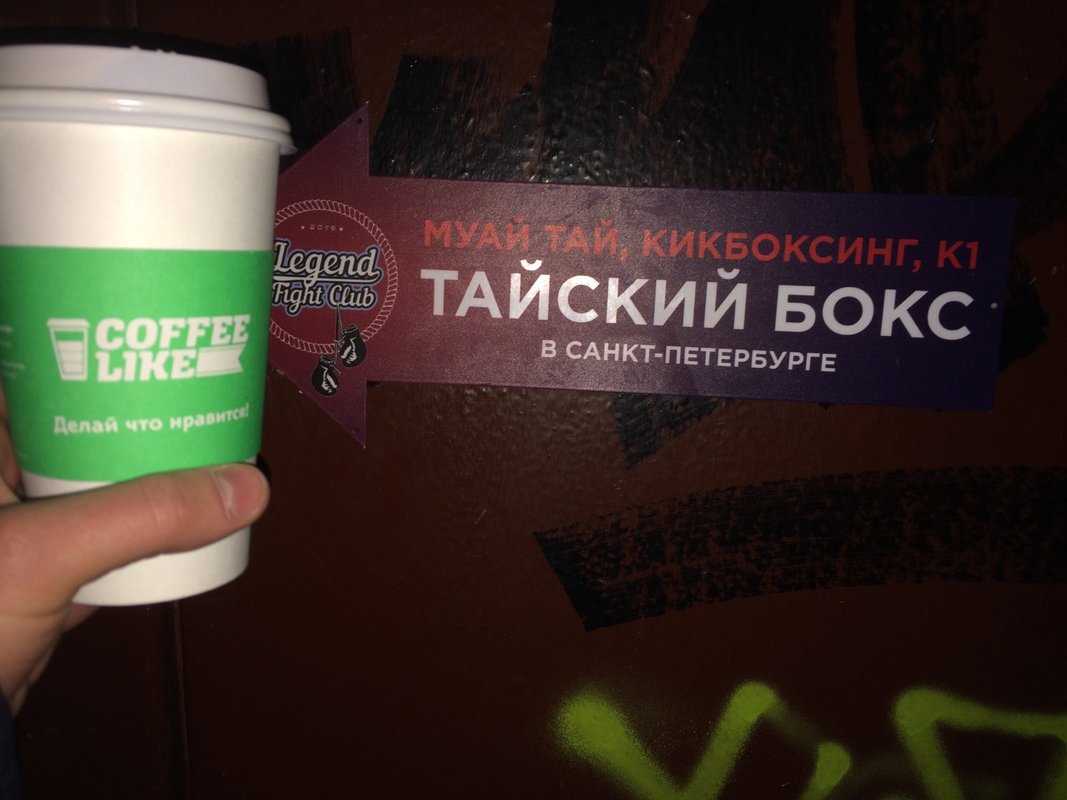 COFFEE
LIKE
Делай что нравится!
2016
Legend
Fight Club
МУАЙ ТАЙ, КИКБОКСИНГ, К1
ТАЙСКИЙ БОКС
В САНКТ-ПЕТЕРБУРГЕ